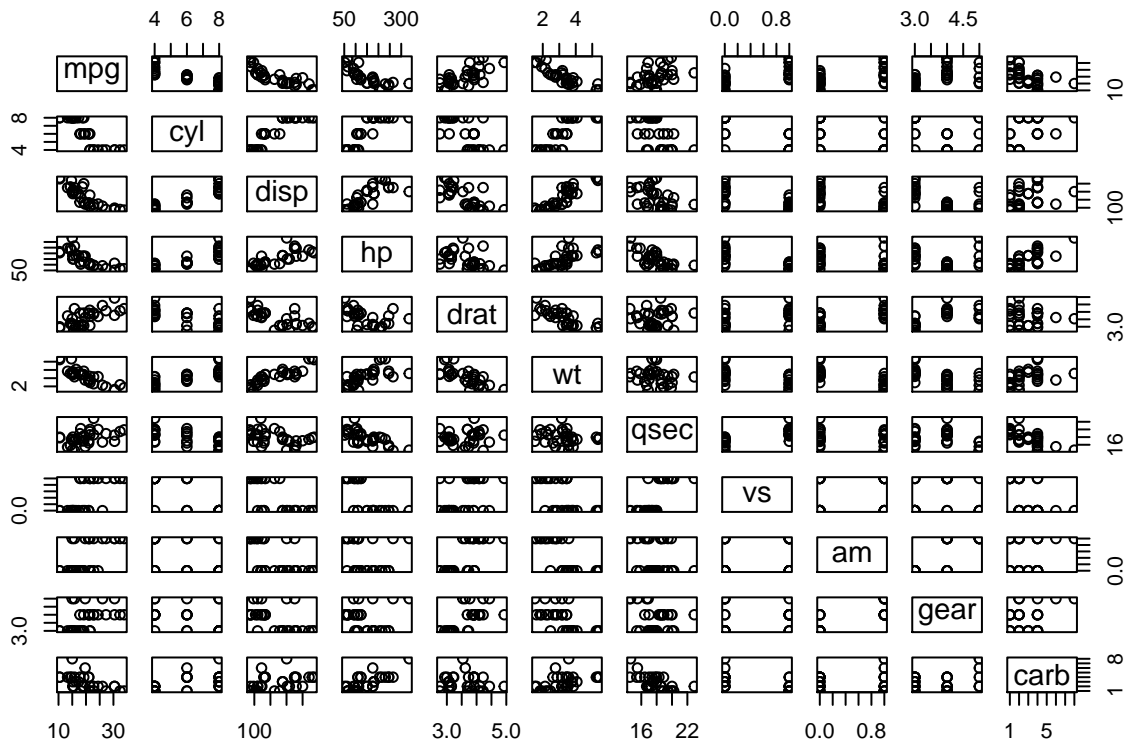 4 6 8 50 300 2 4 0.0 0.8 3.0 4.5
mpg 10
4 8 cyl
disp 100
50 hp
drat 3.0
2 wt
qsec 16
0.0 vs
am 0.0
3.0 gear
carb 1 8
10 20 30 100 3.0 5.0 16 22 0.0 0.8 1 5